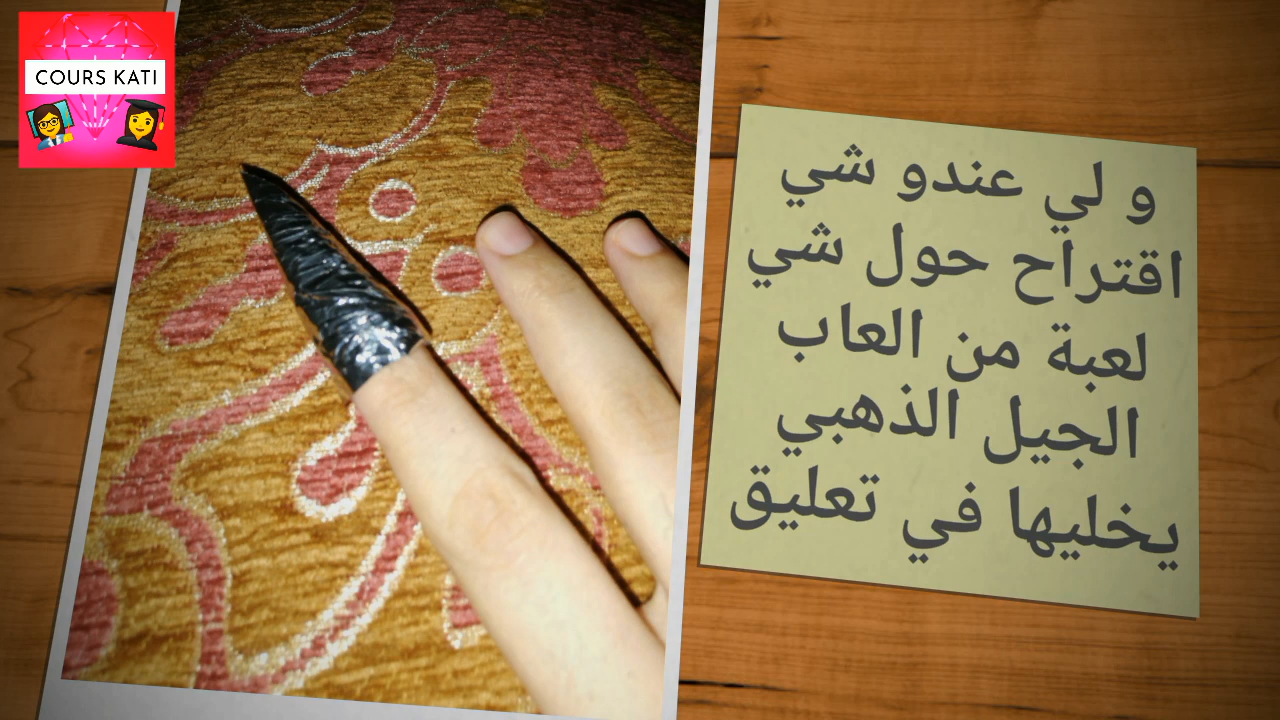 COURS KATI
و لي عندو شي
اقتراح حول شي
لعبة من العاب
الجيل الذهبي
يخليها في تعليق